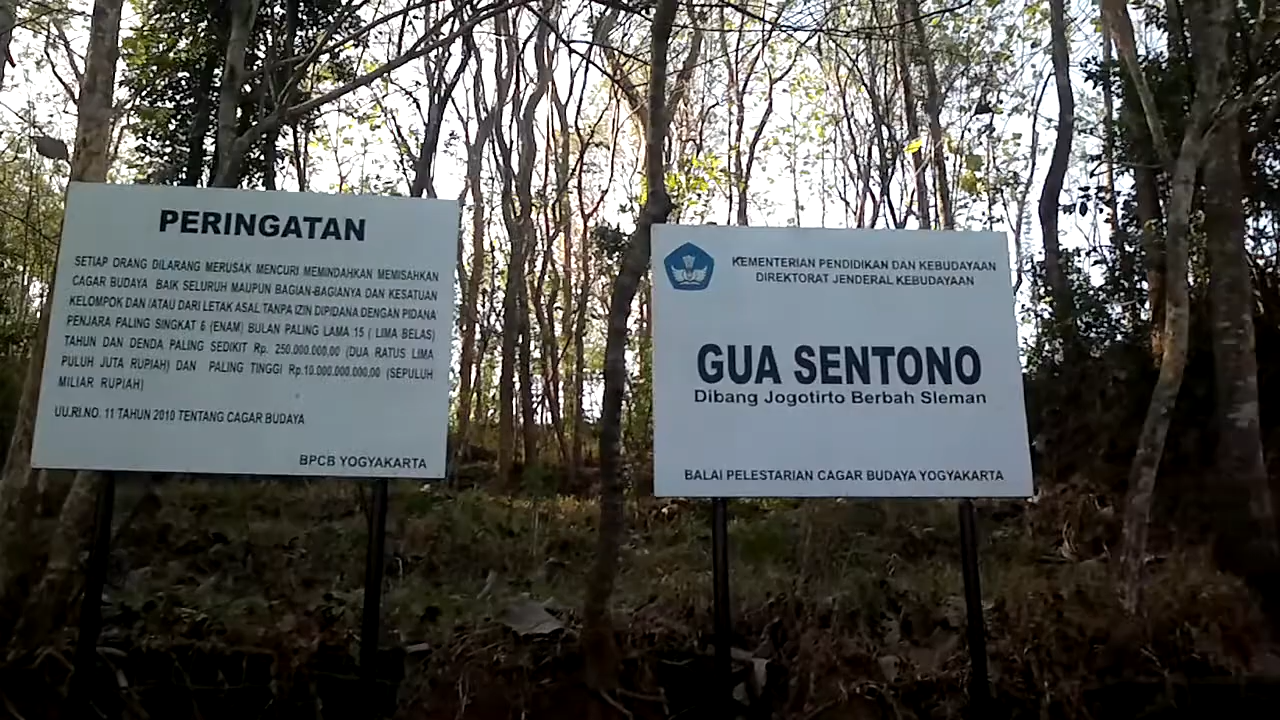 PERINGATAN
SETIAP ORANG DILARANG MERUSAK MENCURI MEMINDAHKAN MEMISAHKAN
CAGAR BUDAYA BAIK SELURUH MAUPUN BAGIAN-BAGIANYA DAN KESATUAN
KELOMPOK DAN /ATAU DARI LETAK ASAL TANPA IZIN DIPIDANA DENGAN PIDANA
PENJARA PALING SINGKAT 6 (ENAM) BULAN PALING LAMA 15 ( LIMA BELAS)
TAHUN DAN DENDA PALING SEDIKIT Rp. 250.000.000,00 (DUA RATUS LIMA
PULUH JUTA RUPIAH) DAN PALING TINGGI Rp.10.000.000.000,00 (SEPULUH
MILIAR RUPIAH)
UU.RI.NO. 11 TAHUN 2010 TENTANG CAGAR BUDAYA
BPCB YOGYAKARTA
KEMENTERIAN PENDIDIKAN DAN KEBUDAYAAN
DIREKTORAT JENDERAL KEBUDAYAAN
GUA SENTONO
Dibang Jogotirto Berbah Sleman
BALAI PELESTARIAN CAGAR BUDAYA YOGYAKARTA